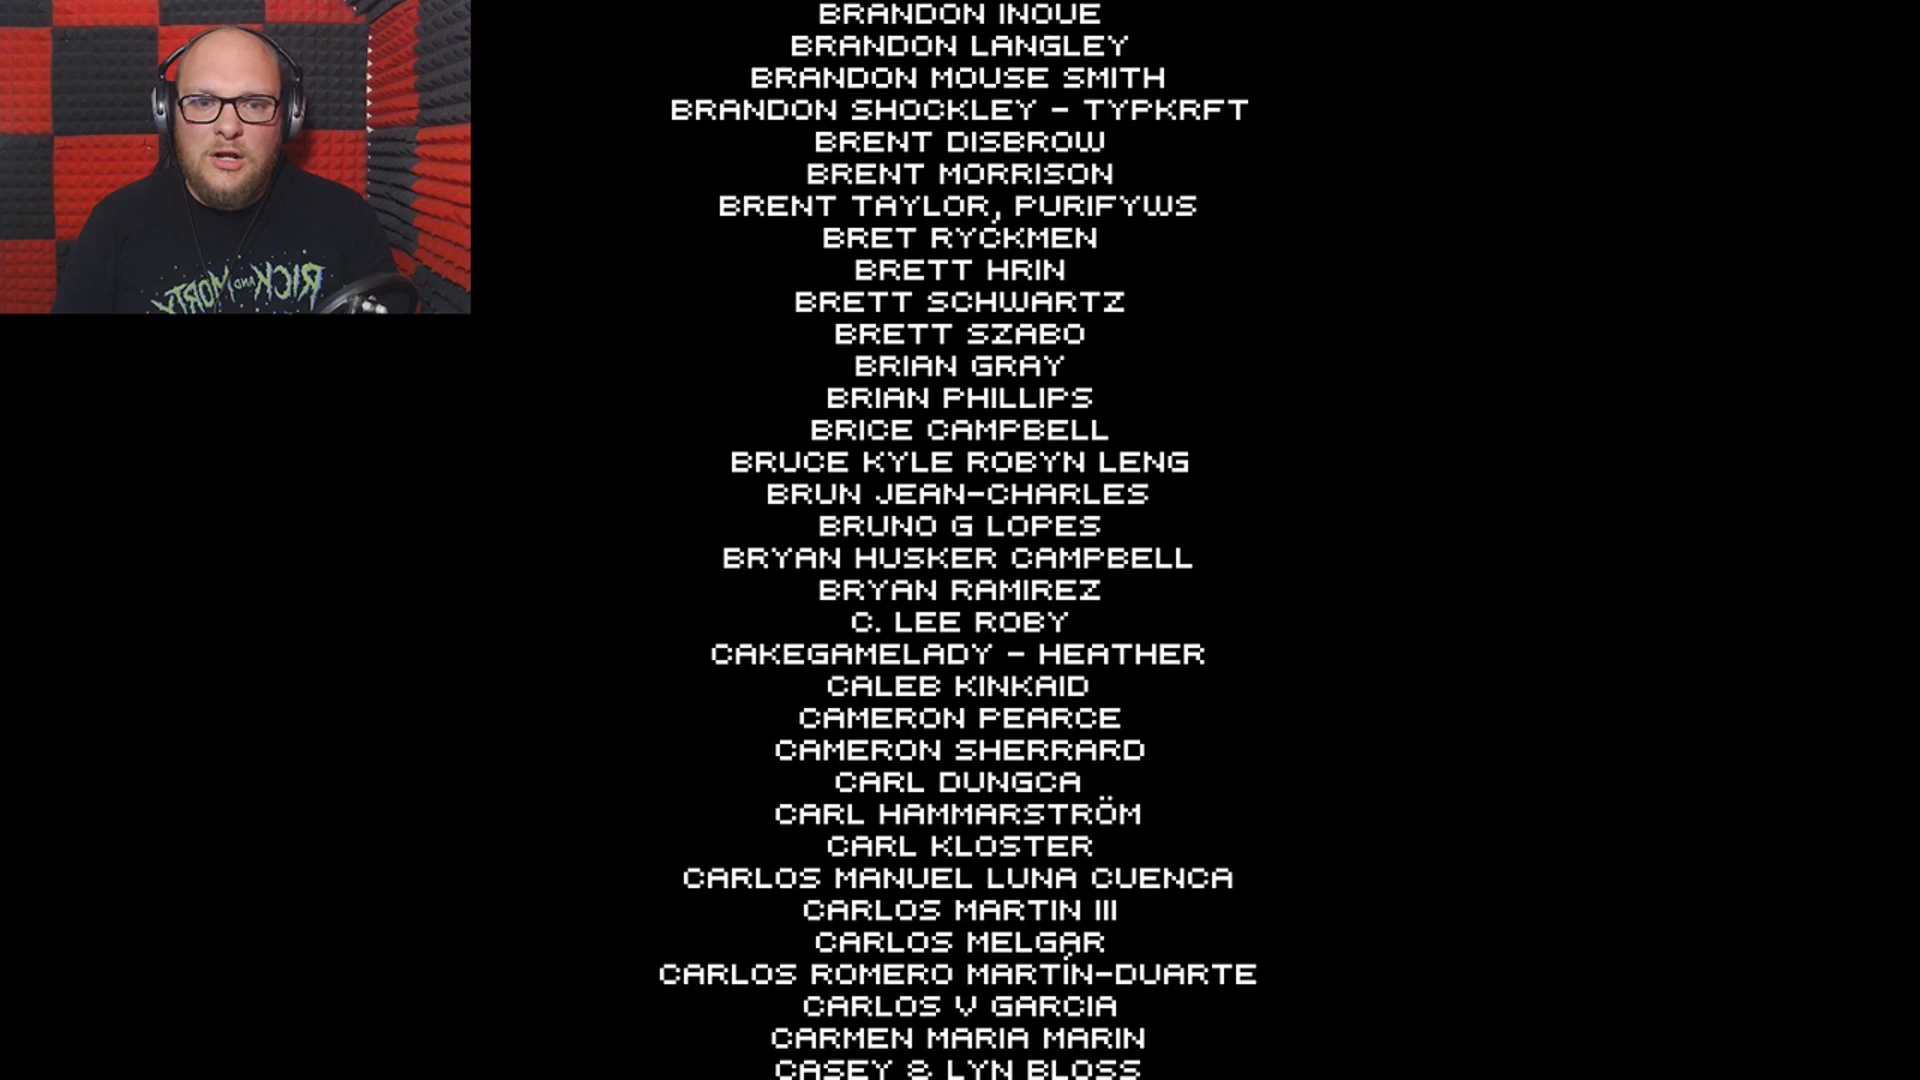 BRANDON INOUE
BRANDON LANGLEY
BRANDON MOUSE SMITH
BRANDON SHOCKLEY - TYPKRFT
BRENT DISBROW
BRENT MORRISON
BRENT TAYLOR, PURIFYWS
BRET RYCKMEN
BRETT HRIN
BRETT SCHWARTZ
BRETT SZABO
BRIAN GRAY
BRIAN PHILLIPS
BRICE CAMPBELL
BRUCE KYLE ROBYN LENG
BRUN JEAN-CHARLES
BRUNO G LOPES
BRYAN HUSKER CAMPBELL
BRYAN RAMIREZ
C. LEE ROBY
CAKEGAMELADY - HEATHER
CALEB KINKAID
CAMERON PEARCE
CAMERON SHERRARD
CARL DUNGCA
CARL HAMMARSTRÖM
CARL KLOSTER
CARLOS MANUEL LUNA CUENCA
CARLOS MARTIN III
CARLOS MELGAR
CARLOS ROMERO MARTÍN-DUARTE
CARLOS V GARCIA
CARMEN MARIA MARIN
CASEY & LYN BLOSS
RICK AND MORTY